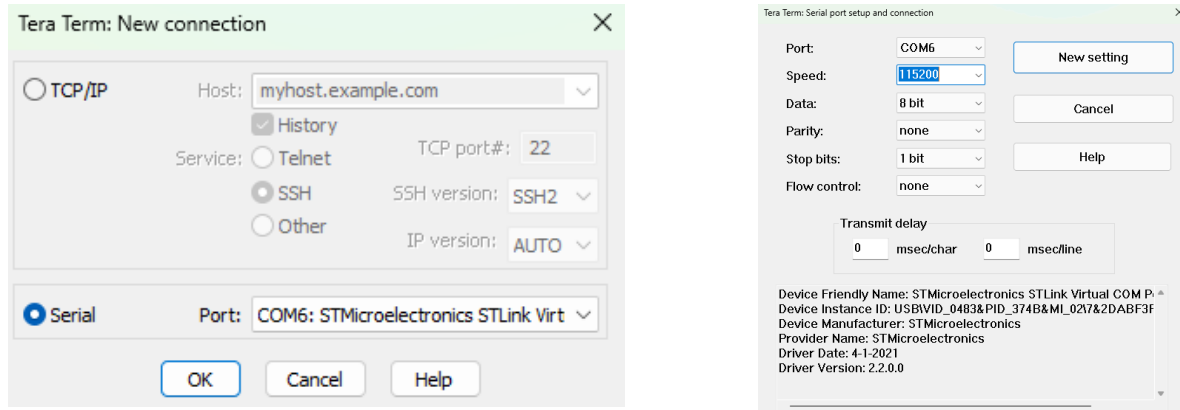 Tera Term: New connection
TCP/IP
Host: myhost.example.com
History
Service: Telnet
TCP port#: 22
SSH
SSH version: SSH2
Other
IP version: AUTO
Serial
Port: COM6: STMicroelectronics STLink Virt
OK Cancel Help
Tera Term: Serial port setup and connection
Port: COM6
New setting
Speed: 115200
Data: 8 bit
Cancel
Parity: none
Stop bits: 1 bit
Help
Flow control: none
Transmit delay
0 msec/char 0 msec/line
Device Friendly Name: STMicroelectronics STLink Virtual COM P
Device Instance ID: USB\VID_0483&PID_374B&MI_02\7&2DABF3F
Device Manufacturer: STMicroelectronics
Provider Name: STMicroelectronics
Driver Date: 4-1-2021
Driver Version: 2.2.0.0